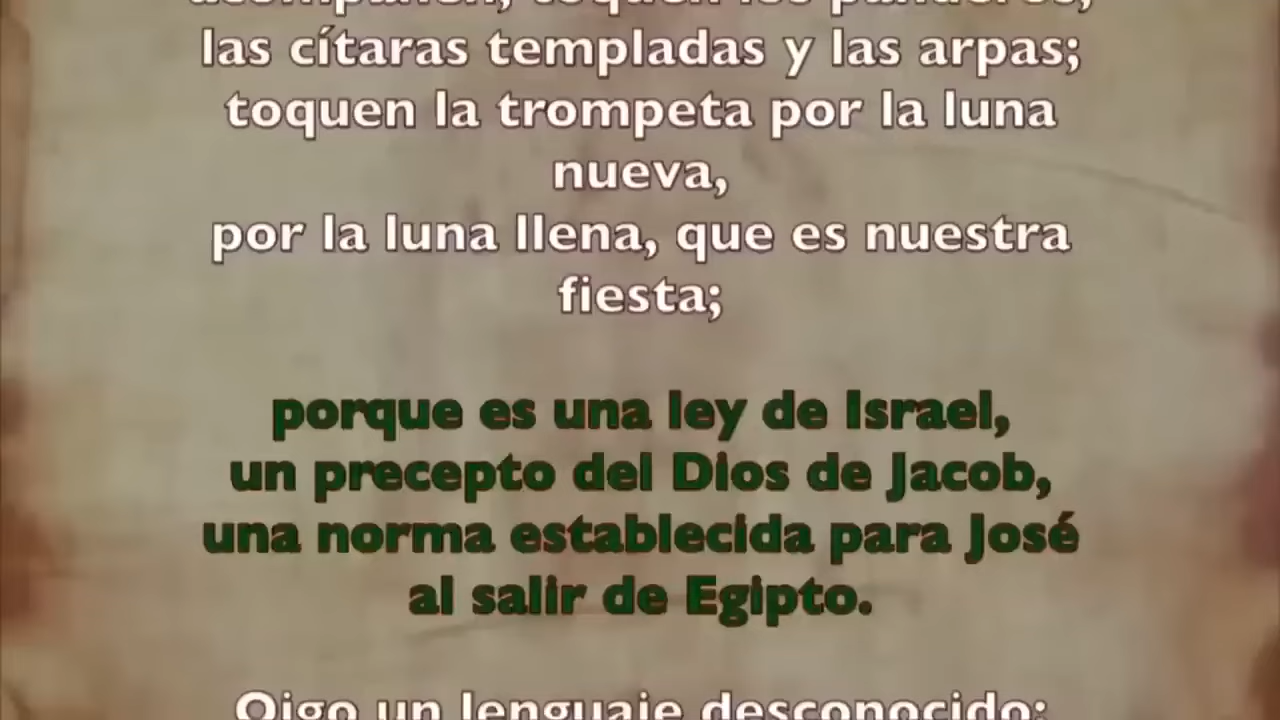 acompañen, toquen los panderos,
las cítaras templadas y las arpas;
toquen la trompeta por la luna
nueva,
por la luna llena, que es nuestra
fiesta;
porque es una ley de Israel,
un precepto del Dios de Jacob,
una norma establecida para José
al salir de Egipto.
Oigo un lenguaje desconocido: